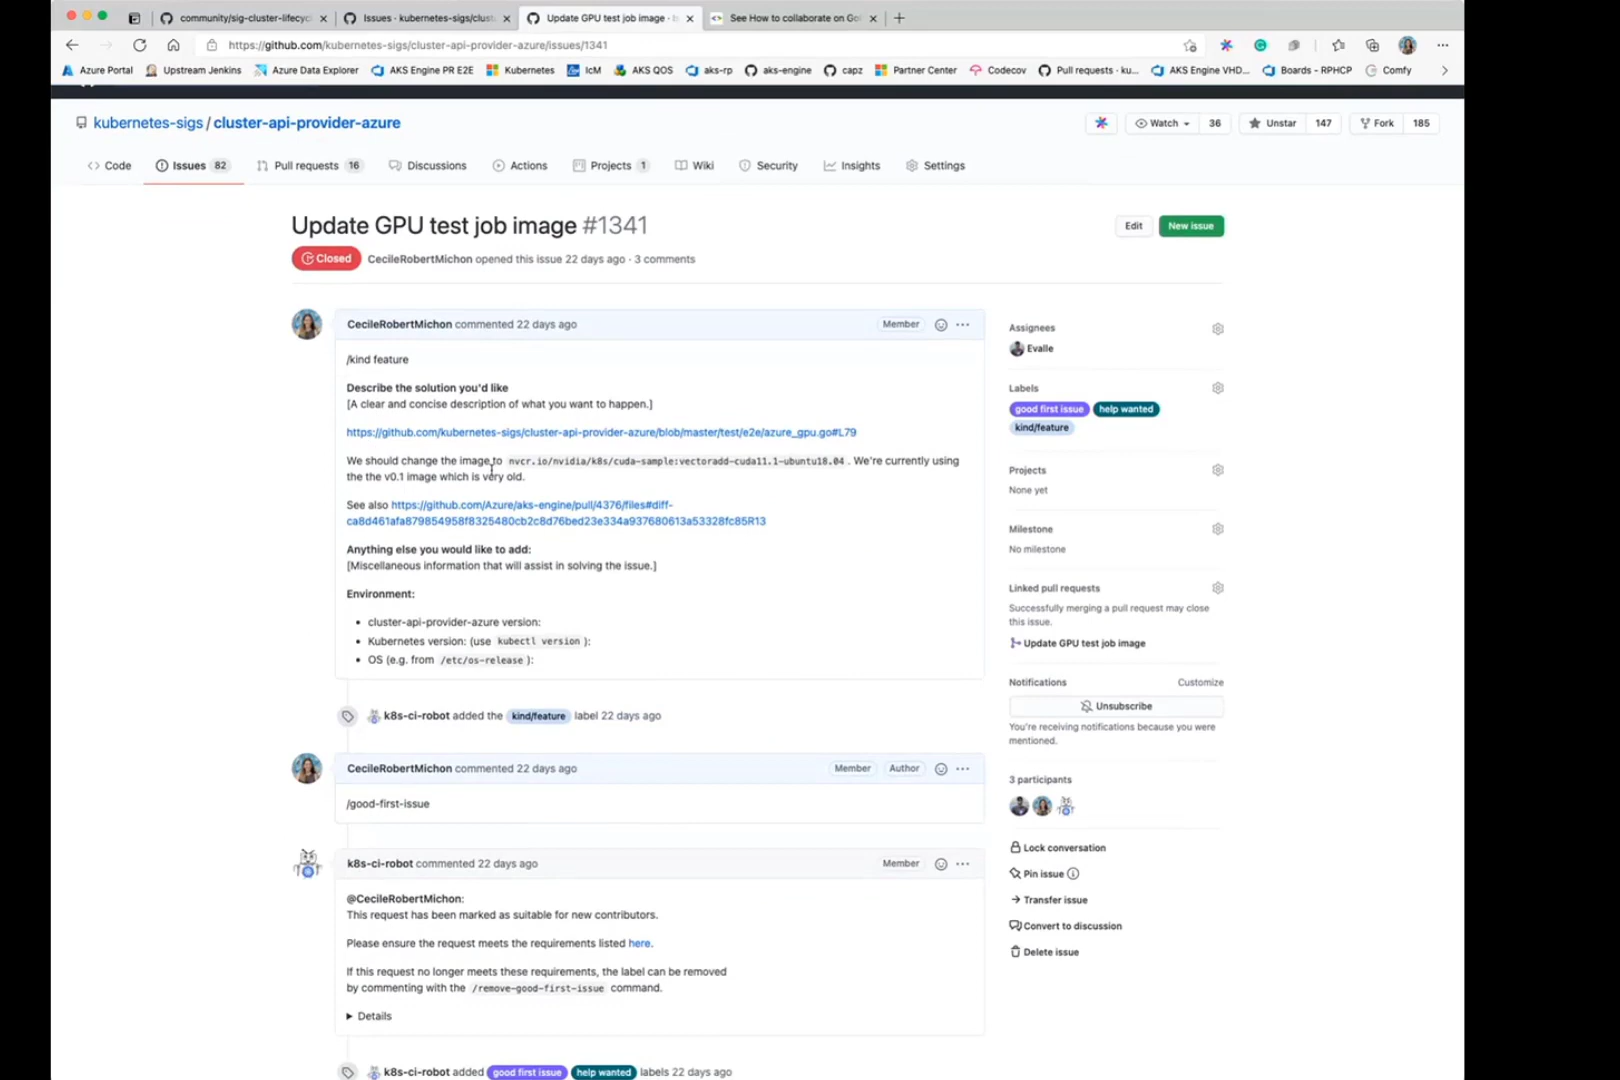 community/sig-cluster-lifecyc
Issues · kubernetes-sigs/clust
Update GPU test job image ·
See How to collaborate on Go
https://github.com/kubernetes-sigs/cluster-api-provider-azure/issues/1341
Azure Portal
Upstream Jenkins
Azure Data Explorer
AKS Engine PR E2E
Kubernetes
IcM
AKS QOS
aks-rp
aks-engine
capz
Partner Center
Codecov
Pull requests · ku...
AKS Engine VHD...
Boards - RPHCP
Comfy
kubernetes-sigs / cluster-api-provider-azure
Watch 36
Unstar 147
Fork 185
Code
Issues 82
Pull requests 16
Discussions
Actions
Projects 1
Wiki
Security
Insights
Settings
Update GPU test job image #1341
Edit
New issue
Closed CecileRobertMichon opened this issue 22 days ago · 3 comments
CecileRobertMichon commented 22 days ago
Member
/kind feature
Describe the solution you'd like
[A clear and concise description of what you want to happen.]
https://github.com/kubernetes-sigs/cluster-api-provider-azure/blob/master/test/e2e/azure_gpu.go#L79
We should change the image to nvcr.io/nvidia/k8s/cuda-sample:vectoradd-cuda11.1-ubuntu18.04 . We're currently using
the the v0.1 image which is very old.
See also https://github.com/Azure/aks-engine/pull/4376/files#diff-
ca8d461afa879854958f8325480cb2c8d76bed23e334a937680613a53328fc85R13
Anything else you would like to add:
[Miscellaneous information that will assist in solving the issue.]
Environment:
• cluster-api-provider-azure version:
• Kubernetes version: (use kubectl version ):
• OS (e.g. from /etc/os-release ):
k8s-ci-robot added the kind/feature label 22 days ago
CecileRobertMichon commented 22 days ago
Member
Author
/good-first-issue
k8s-ci-robot commented 22 days ago
Member
@CecileRobertMichon:
This request has been marked as suitable for new contributors.
Please ensure the request meets the requirements listed here.
If this request no longer meets these requirements, the label can be removed
by commenting with the /remove-good-first-issue command.
Details
k8s-ci-robot added good first issue help wanted labels 22 days ago
Assignees
Evalle
Labels
good first issue
help wanted
kind/feature
Projects
None yet
Milestone
No milestone
Linked pull requests
Successfully merging a pull request may close
this issue.
Update GPU test job image
Notifications
Customize
Unsubscribe
You're receiving notifications because you were
mentioned.
3 participants
Lock conversation
Pin issue
Transfer issue
Convert to discussion
Delete issue